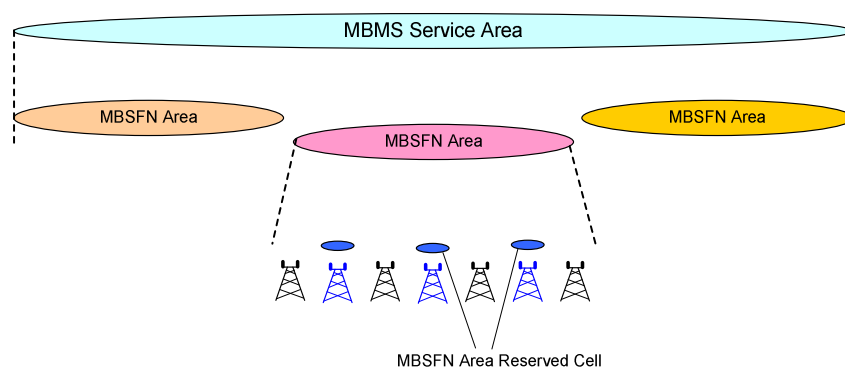 MBMS Service Area
MBSFN Area
MBSFN Area
MBSFN Area
MBSFN Area Reserved Cell